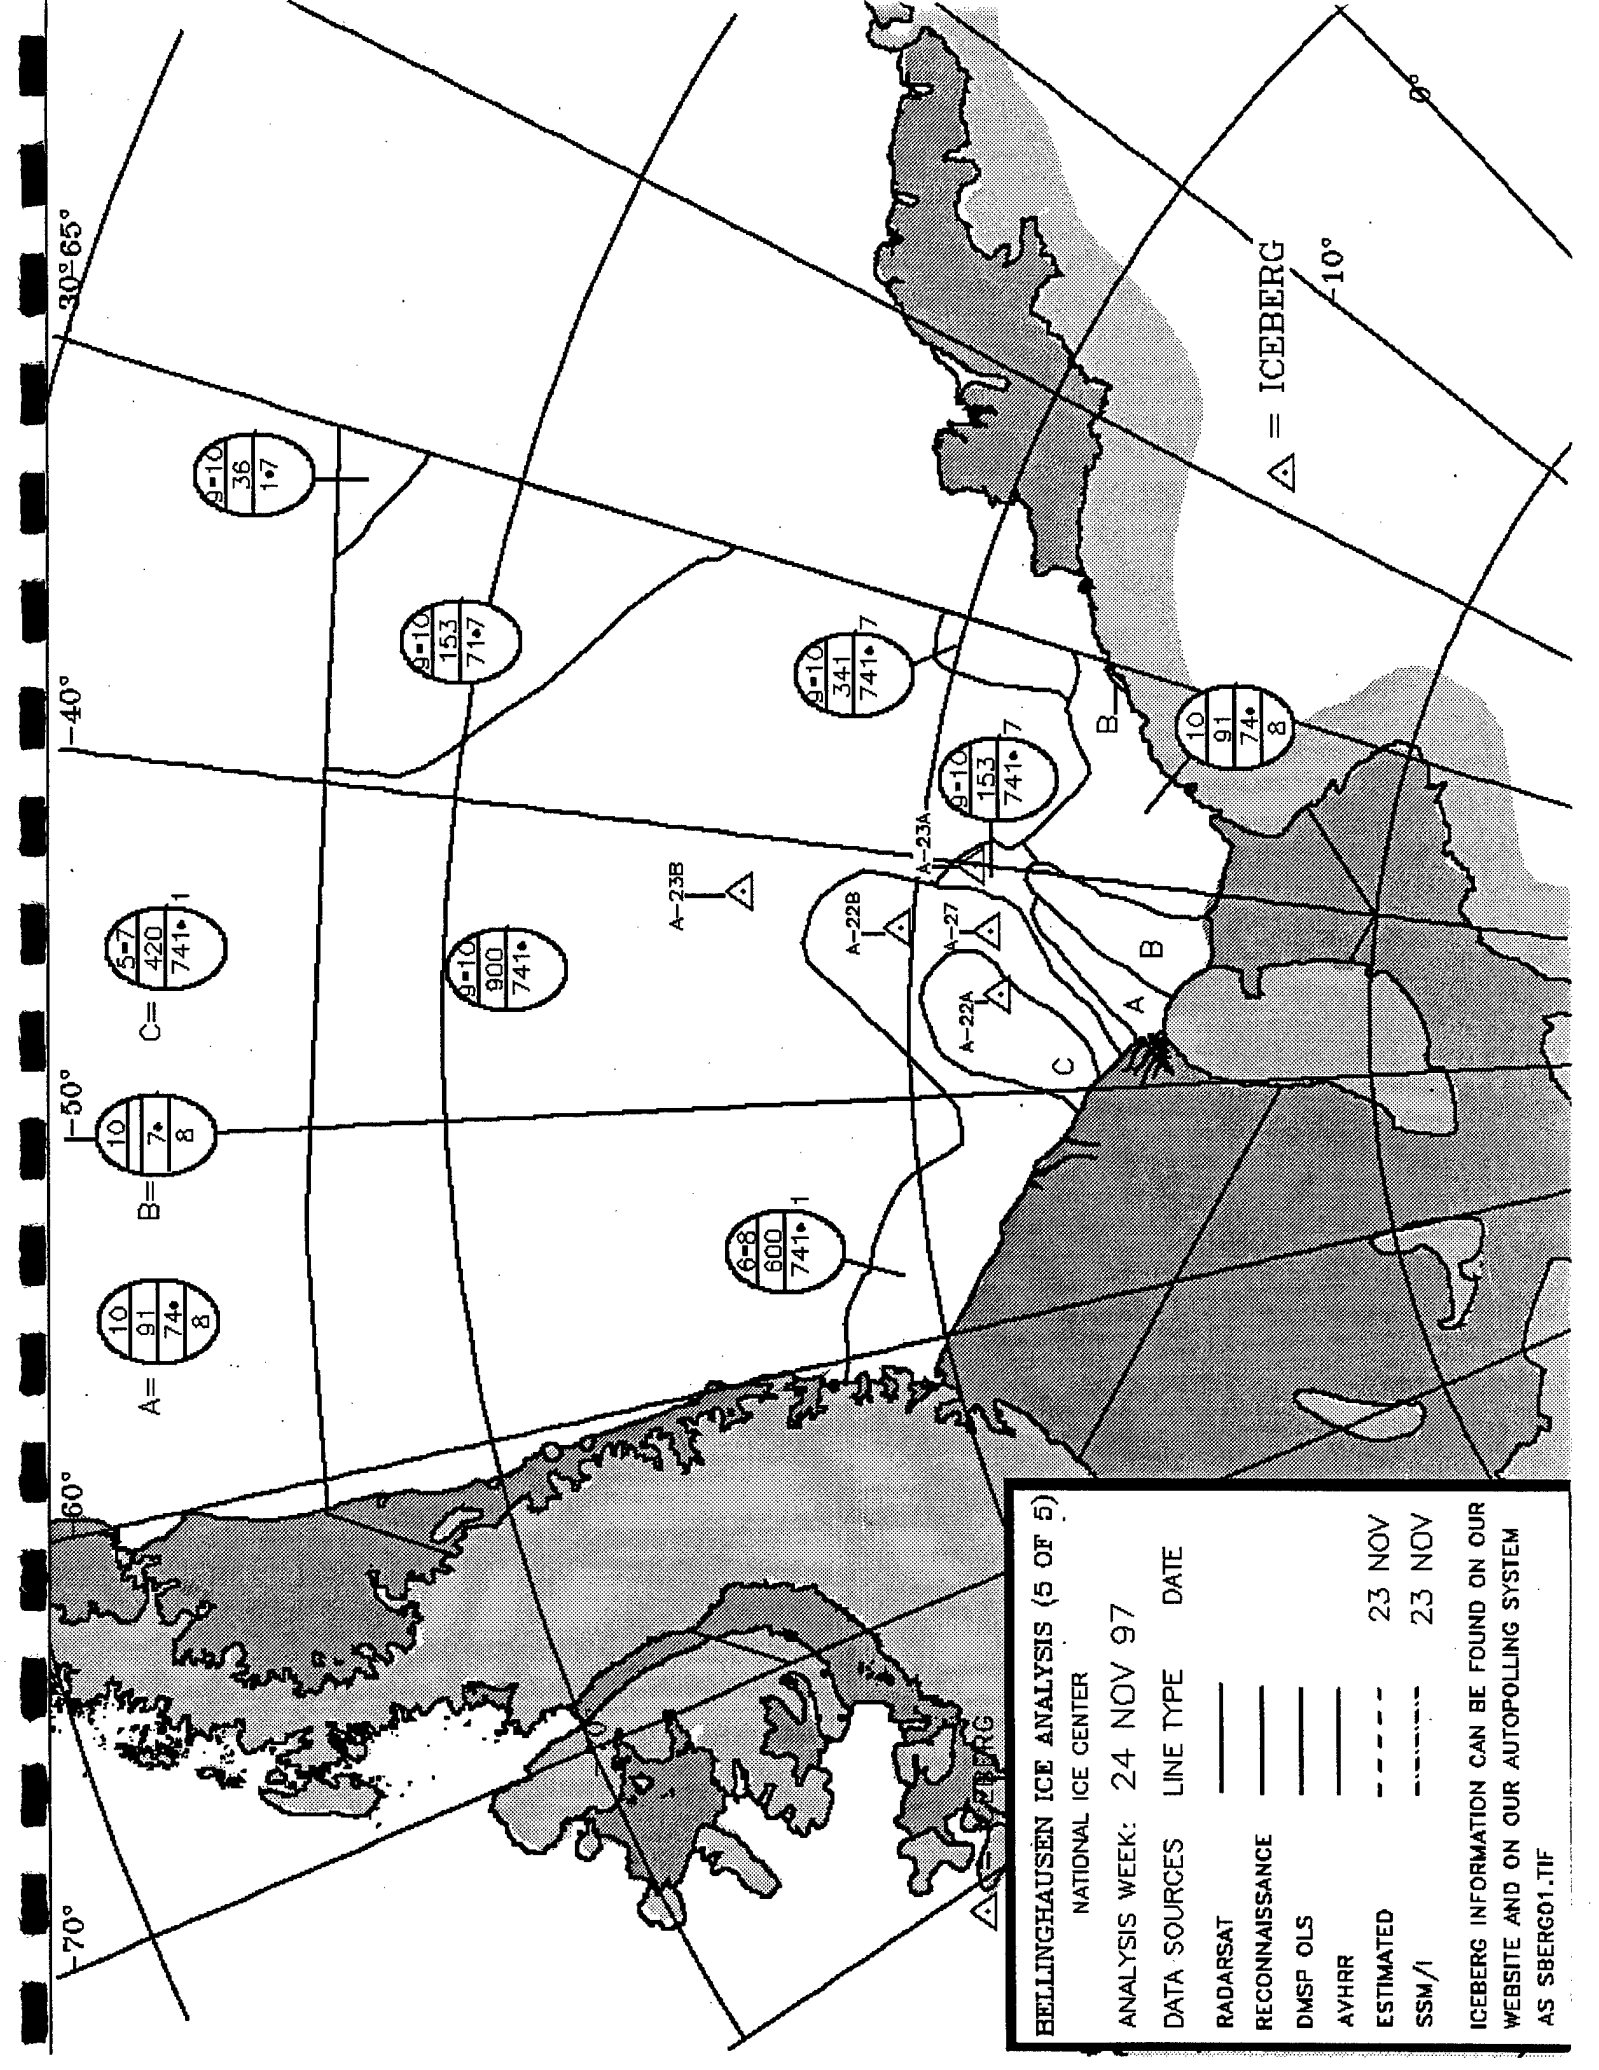 -70°
-60°
-50°
-40°
30°-65°
A=
10
91
74•
8
B=
10
7•
8
C=
5-7
420
741•
1
9-10
36
1•7
9-10
153
71•7
9-10
900
741•
A-23B
9-10
341
741•
7
6-8
600
741•
1
A-22B
A-23A
9-10
153
741•
7
A-27
A-22A
C
A
B
B
10
91
74•
8
= ICEBERG
-10°
0°
BELLINGHAUSEN ICE ANALYSIS (5 OF 5)
NATIONAL ICE CENTER
ANALYSIS WEEK: 24 NOV 97
DATA SOURCES LINE TYPE DATE
RADARSAT
RECONNAISSANCE
DMSP OLS
AVHRR
ESTIMATED 23 NOV
SSM/I 23 NOV
ICEBERG INFORMATION CAN BE FOUND ON OUR
WEBSITE AND ON OUR AUTOPOLLING SYSTEM
AS SBERG01.TIF